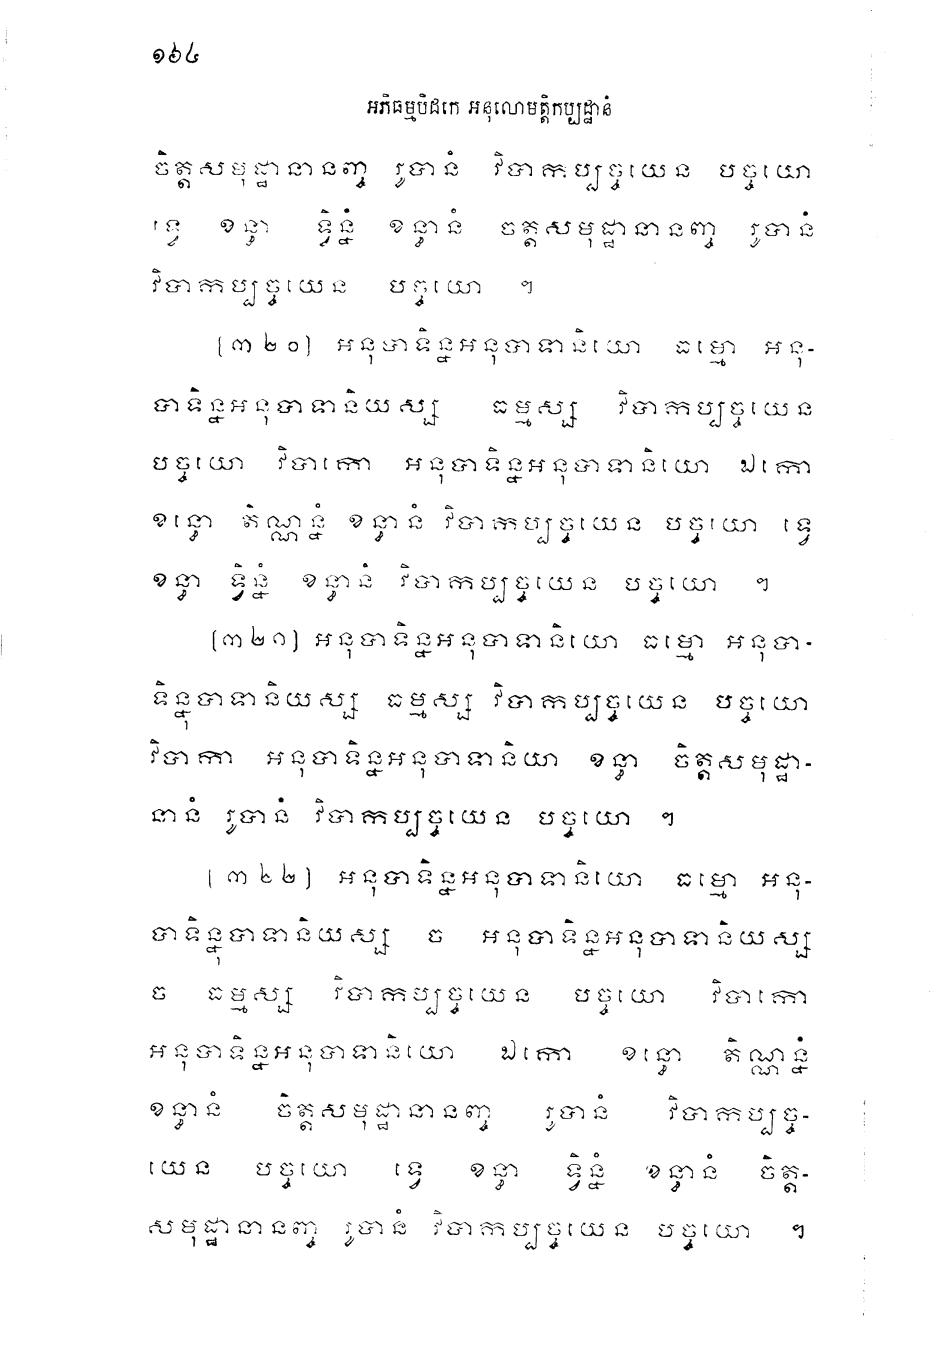 ១៦៤
អភិធម្មបិដកេ អនុលោមត្តិកប្បដ្ឋានំ
ចិត្តសមុដ្ឋានានញ្ច រូបានំ វិបាកប្បច្ចយេន បច្ចយោ
ទ្វេ ខន្ធា ទ្វិន្នំ ខន្ធានំ ចត្តសមុដ្ឋានានញ្ច រូបានំ
វិបាកប្បច្ចយេន បច្ចយោ ។
[៣២០] អនុបាទិន្នអនុបាទានិយោ ធម្មោ អនុ-
បាទិន្នអនុបាទានិយស្ស ធម្មស្ស វិបាកប្បច្ចយេន
បច្ចយោ វិបាកោ អនុបាទិន្នអនុបាទានិយោ ឯកោ
ខន្ធោ តិណ្ណន្នំ ខន្ធានំ វិបាកប្បច្ចយេន បច្ចយោ ទ្វេ
ខន្ធា ទ្វិន្នំ ខន្ធានំ វិបាកប្បច្ចយេន បច្ចយោ ។
[៣២១] អនុបាទិន្នអនុបាទានិយោ ធម្មោ អនុបា-
ទិន្នុបាទានិយស្ស ធម្មស្ស វិបាកប្បច្ចយេន បច្ចយោ
វិបាកា អនុបាទិន្នអនុបាទានិយា ខន្ធា ចិត្តសមុដ្ឋា-
នានំ រូបានំ វិបាកប្បច្ចយេន បច្ចយោ ។
[៣២២] អនុបាទិន្នអនុបាទានិយោ ធម្មោ អនុ-
បាទិន្នុបាទានិយស្ស ច អនុបាទិន្នអនុបាទានិយស្ស
ច ធម្មស្ស វិបាកប្បច្ចយេន បច្ចយោ វិបាកោ
អនុបាទិន្នអនុបាទានិយោ ឯកោ ខន្ធោ តិណ្ណន្នំ
ខន្ធានំ ចិត្តសមុដ្ឋានានញ្ច រូបានំ វិបាកប្បច្ច-
យេន បច្ចយោ ទ្វេ ខន្ធា ទ្វិន្នំ ខន្ធានំ ចិត្ត-
សមុដ្ឋានានញ្ច រូបានំ វិបាកប្បច្ចយេន បច្ចយោ ។